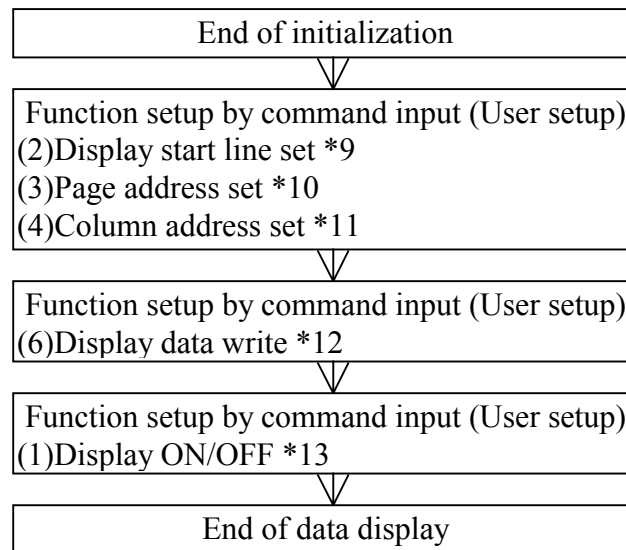 End of initialization
Function setup by command input (User setup)
(2)Display start line set *9
(3)Page address set *10
(4)Column address set *11
Function setup by command input (User setup)
(6)Display data write *12
Function setup by command input (User setup)
(1)Display ON/OFF *13
End of data display